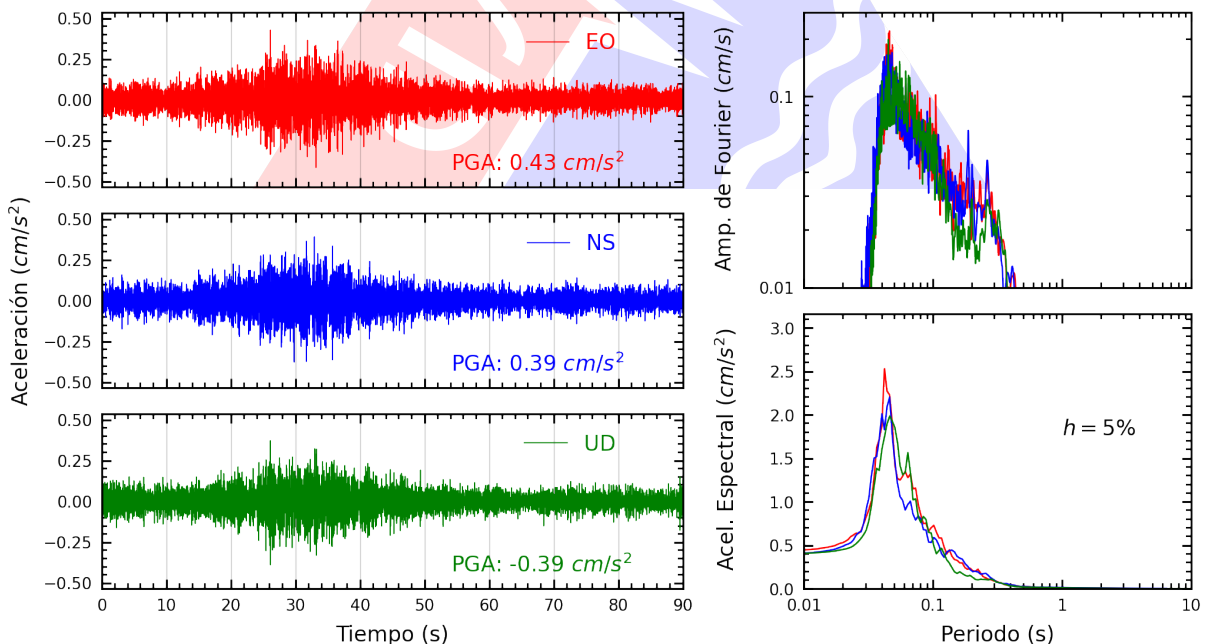 Aceleración (cm/s²)
0.50
0.25
0.00
−0.25
−0.50
EO
PGA: 0.43 cm/s²
0.50
0.25
0.00
−0.25
−0.50
NS
PGA: 0.39 cm/s²
0.50
0.25
0.00
−0.25
−0.50
UD
PGA: -0.39 cm/s²
0 10 20 30 40 50 60 70 80 90
Tiempo (s)
Amp. de Fourier (cm/s)
0.1
0.01
Acel. Espectral (cm/s²)
3.0
2.5
2.0
1.5
1.0
0.5
0.0
h = 5%
0.01 0.1 1 10
Periodo (s)